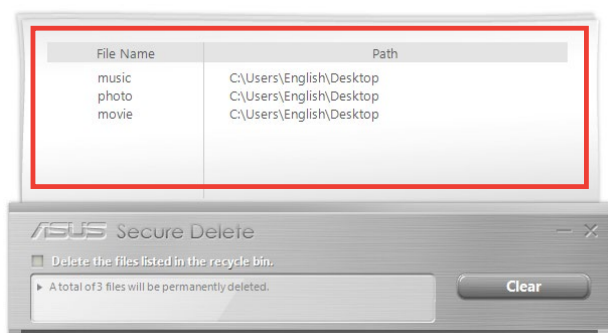 File Name Path
music C:\Users\English\Desktop
photo C:\Users\English\Desktop
movie C:\Users\English\Desktop
ASUS Secure Delete
Delete the files listed in the recycle bin.
A total of 3 files will be permanently deleted.
Clear